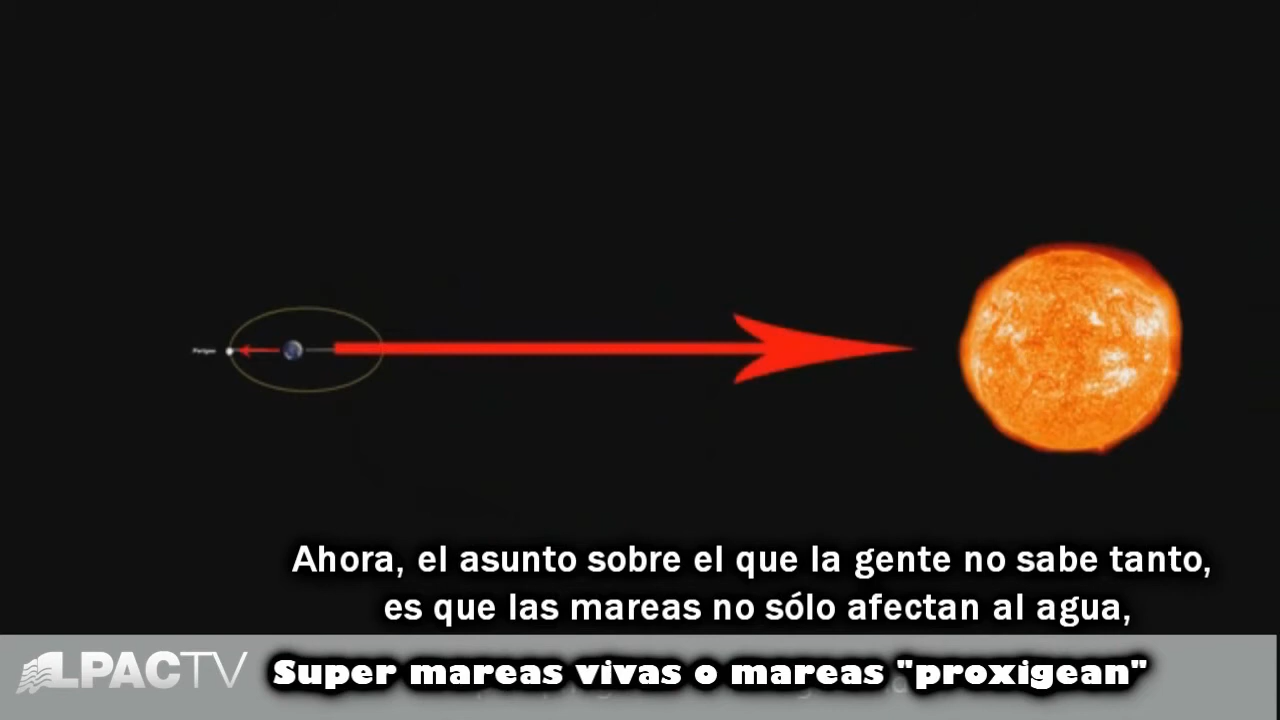 Perigee
Ahora, el asunto sobre el que la gente no sabe tanto,
es que las mareas no sólo afectan al agua,
LPACTV
Super mareas vivas o mareas "proxigean"